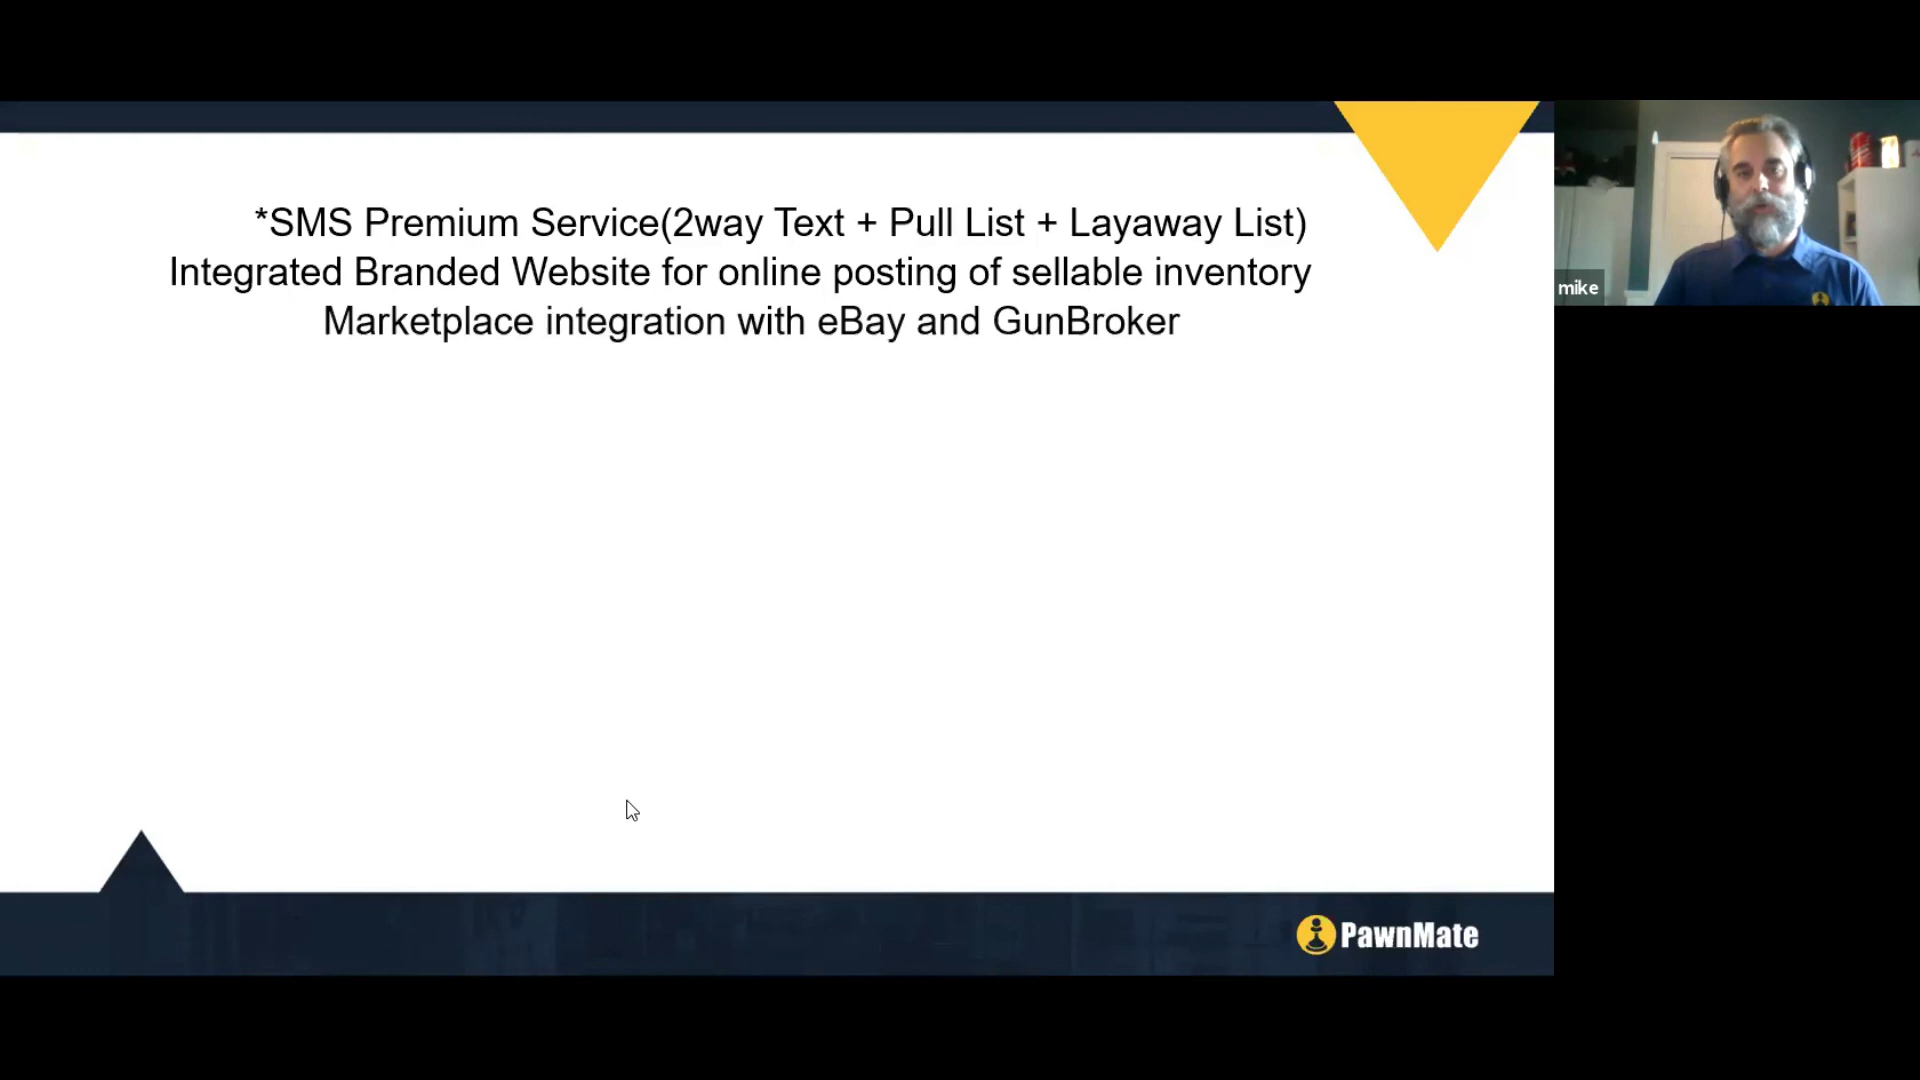 *SMS Premium Service(2way Text + Pull List + Layaway List)
Integrated Branded Website for online posting of sellable inventory
Marketplace integration with eBay and GunBroker
mike
PawnMate